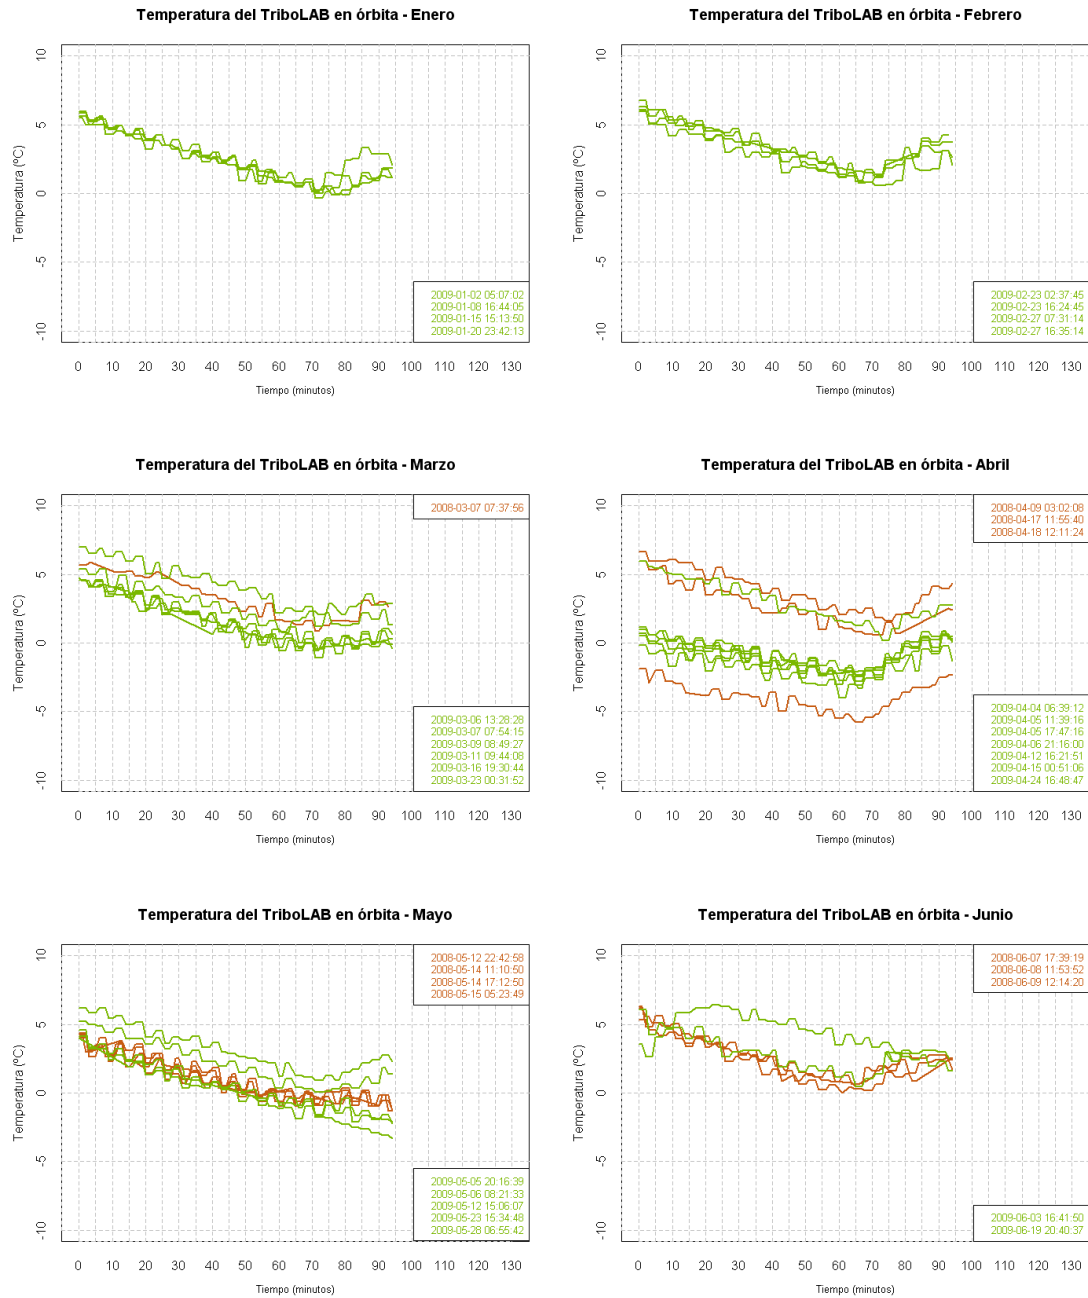 Temperatura del TriboLAB en órbita - Enero
Temperatura (ºC)
10
5
0
-5
-10
2009-01-02 05:07:02
2009-01-08 16:44:05
2009-01-15 15:13:50
2009-01-20 23:42:13
0 10 20 30 40 50 60 70 80 90 100 110 120 130
Tiempo (minutos)
Temperatura del TriboLAB en órbita - Febrero
Temperatura (ºC)
10
5
0
-5
-10
2009-02-23 02:37:45
2009-02-23 16:24:45
2009-02-27 07:31:14
2009-02-27 16:35:14
0 10 20 30 40 50 60 70 80 90 100 110 120 130
Tiempo (minutos)
Temperatura del TriboLAB en órbita - Marzo
Temperatura (ºC)
10
5
0
-5
-10
2008-03-07 07:37:56
2009-03-06 13:28:28
2009-03-07 07:54:15
2009-03-09 08:49:27
2009-03-11 09:44:08
2009-03-16 19:30:44
2009-03-23 00:31:52
0 10 20 30 40 50 60 70 80 90 100 110 120 130
Tiempo (minutos)
Temperatura del TriboLAB en órbita - Abril
Temperatura (ºC)
10
5
0
-5
-10
2008-04-09 03:02:08
2008-04-17 11:55:40
2008-04-18 12:11:24
2009-04-04 06:39:12
2009-04-05 11:39:16
2009-04-05 17:47:16
2009-04-06 21:16:00
2009-04-12 16:21:51
2009-04-15 00:51:06
2009-04-24 16:48:47
0 10 20 30 40 50 60 70 80 90 100 110 120 130
Tiempo (minutos)
Temperatura del TriboLAB en órbita - Mayo
Temperatura (ºC)
10
5
0
-5
-10
2008-05-12 22:42:58
2008-05-14 11:10:50
2008-05-14 17:12:50
2008-05-15 05:23:49
2009-05-05 20:16:39
2009-05-06 08:21:33
2009-05-12 15:06:07
2009-05-23 15:34:48
2009-05-28 06:55:42
0 10 20 30 40 50 60 70 80 90 100 110 120 130
Tiempo (minutos)
Temperatura del TriboLAB en órbita - Junio
Temperatura (ºC)
10
5
0
-5
-10
2008-06-07 17:39:19
2008-06-08 11:53:52
2008-06-09 12:14:20
2009-06-03 16:41:50
2009-06-19 20:40:37
0 10 20 30 40 50 60 70 80 90 100 110 120 130
Tiempo (minutos)